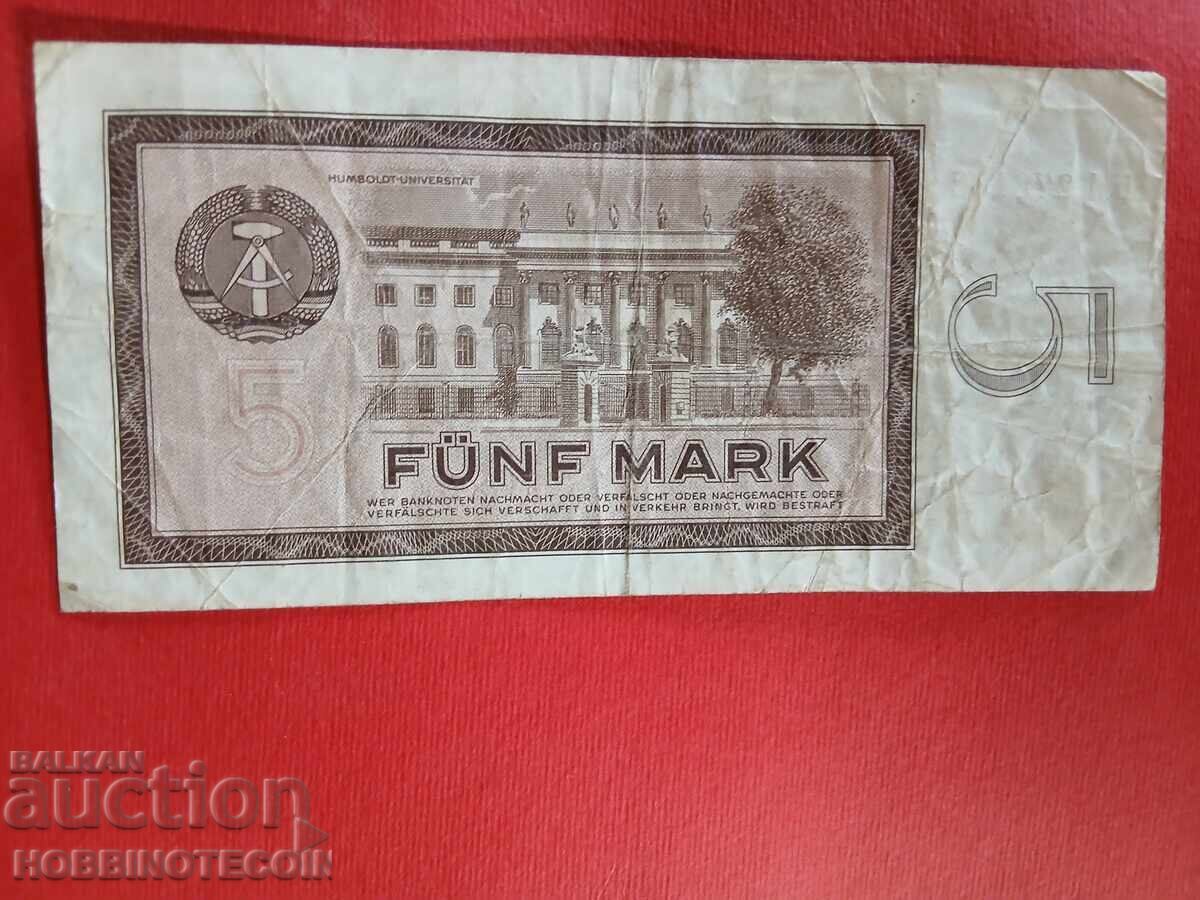 HUMBOLDT-UNIVERSITÄT
5
5
FÜNF MARK
WER BANKNOTEN NACHMACHT ODER VERFÄLSCHT ODER NACHGEMACHTE ODER
VERFÄLSCHTE SICH VERSCHAFFT UND IN VERKEHR BRINGT, WIRD BESTRAFT
BALKAN
auction
HOBBINOTECOIN